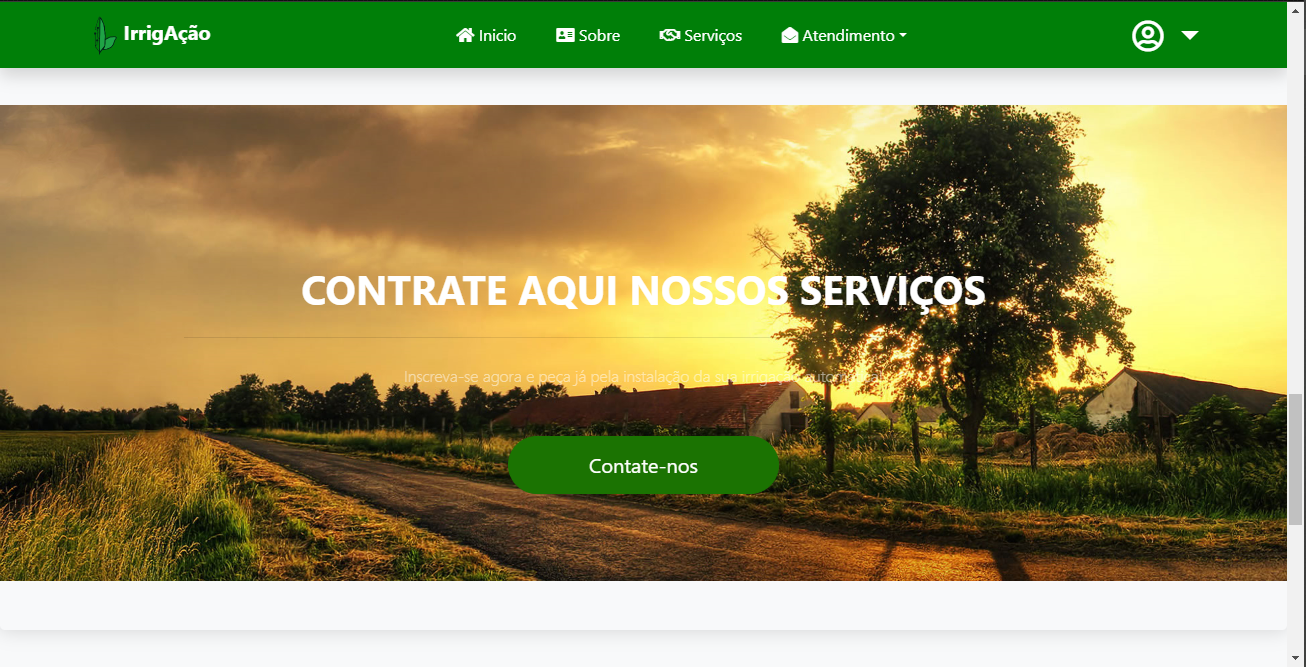 IrrigAção
Inicio
Sobre
Serviços
Atendimento
CONTRATE AQUI NOSSOS SERVIÇOS
Inscreva-se agora e peça já pela instalação da sua irrigação
Contate-nos